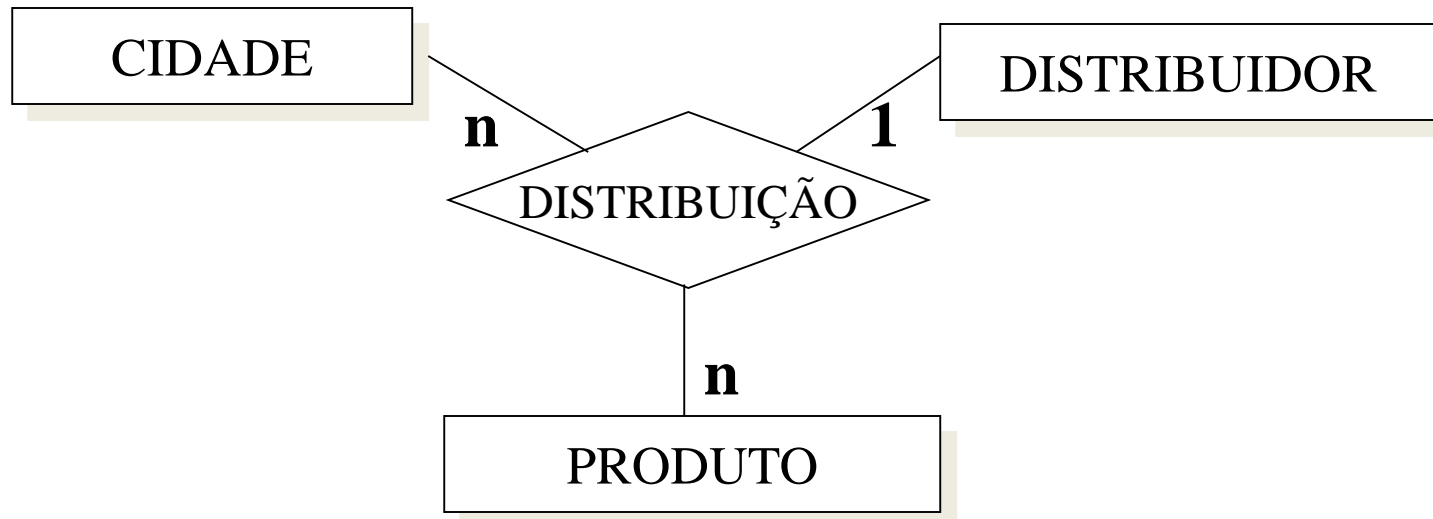 CIDADE
DISTRIBUIDOR
n
1
DISTRIBUIÇÃO
n
PRODUTO